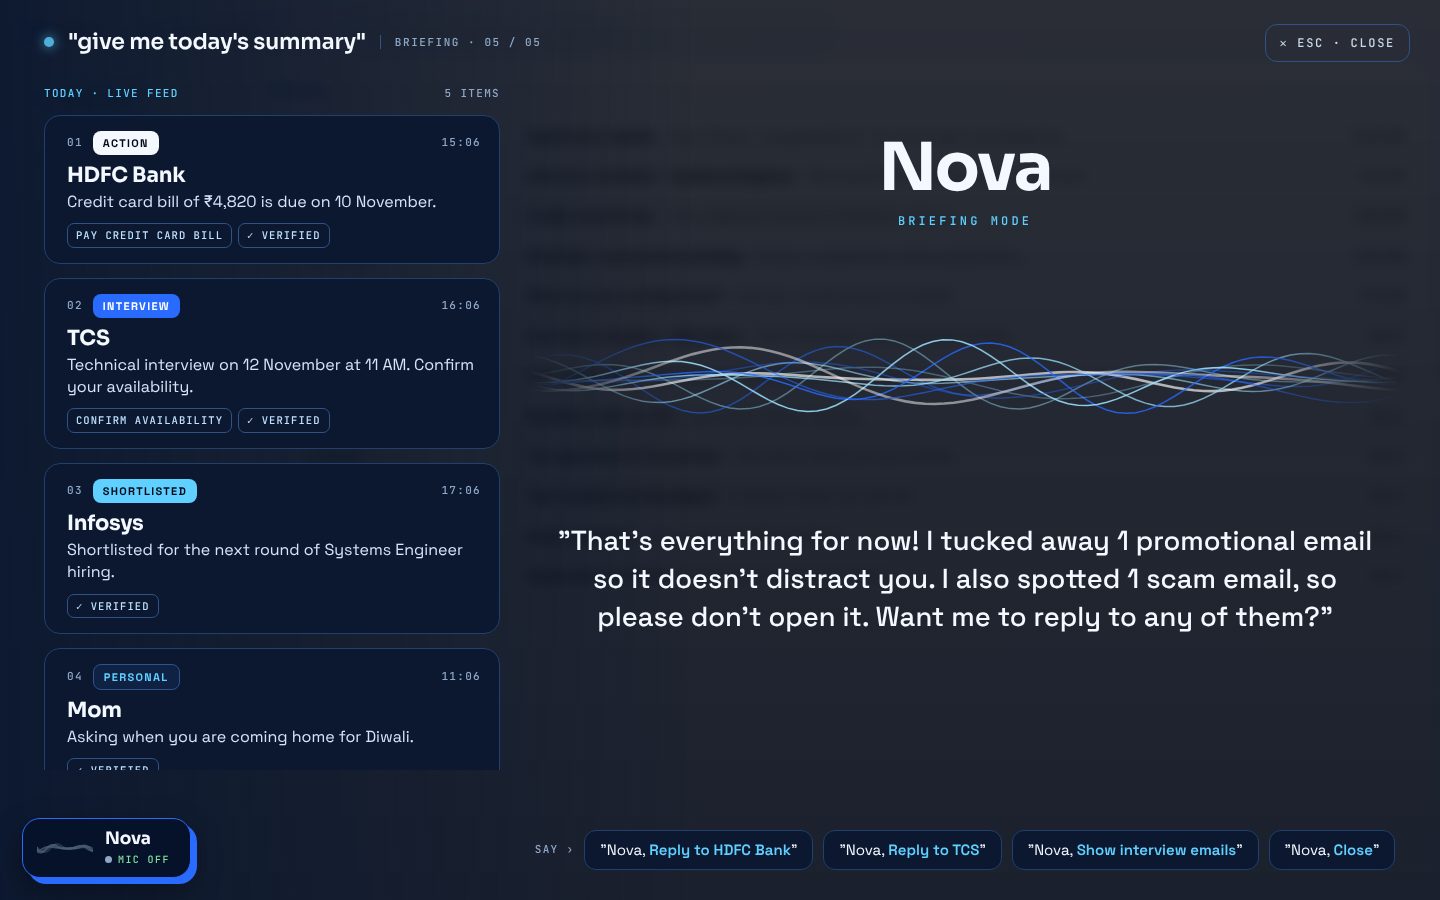 "give me today's summary"
BRIEFING · 05 / 05
× ESC · CLOSE
TODAY · LIVE FEED
5 ITEMS
01 ACTION 15:06
HDFC Bank
Credit card bill of ₹4,820 is due on 10 November.
PAY CREDIT CARD BILL ✓ VERIFIED
02 INTERVIEW 16:06
TCS
Technical interview on 12 November at 11 AM. Confirm
your availability.
CONFIRM AVAILABILITY ✓ VERIFIED
03 SHORTLISTED 17:06
Infosys
Shortlisted for the next round of Systems Engineer
hiring.
✓ VERIFIED
04 PERSONAL 11:06
Mom
Asking when you are coming home for Diwali.
✓ VERIFIED
Nova
BRIEFING MODE
"That's everything for now! I tucked away 1 promotional email
so it doesn't distract you. I also spotted 1 scam email, so
please don't open it. Want me to reply to any of them?"
Nova
MIC OFF
SAY ›
"Nova, Reply to HDFC Bank"
"Nova, Reply to TCS"
"Nova, Show interview emails"
"Nova, Close"